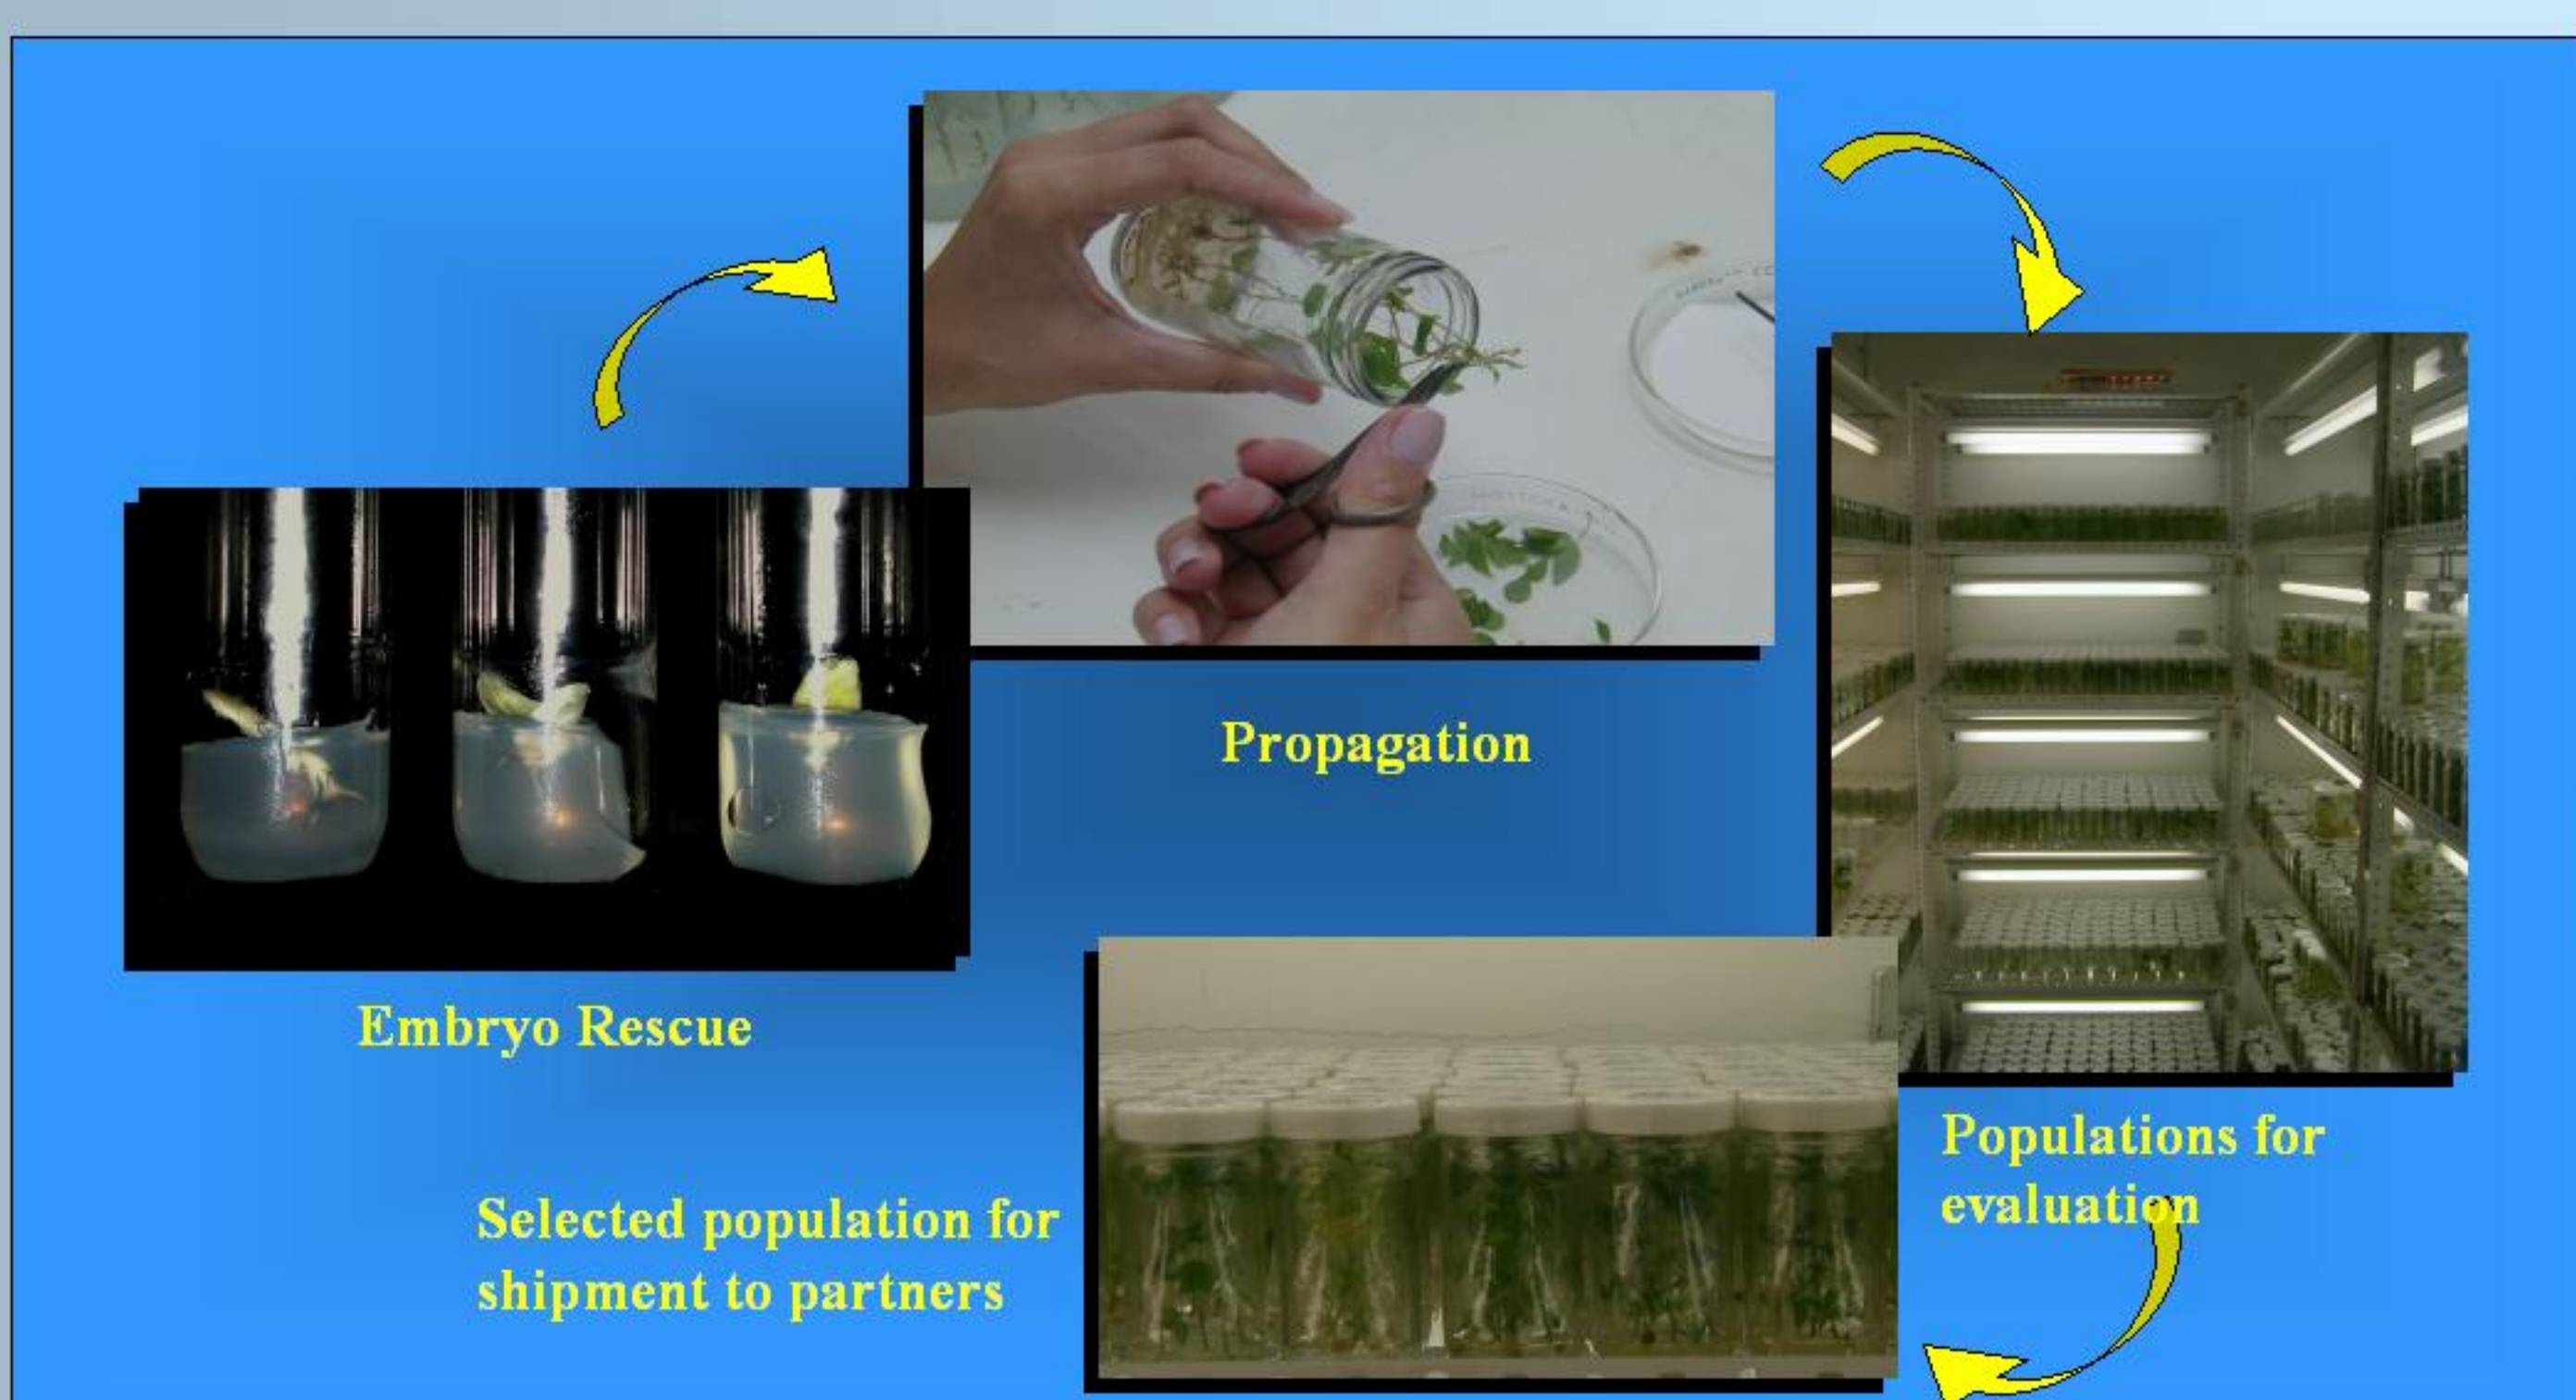 Propagation
Embryo Rescue
Populations for
evaluation
Selected population for
shipment to partners